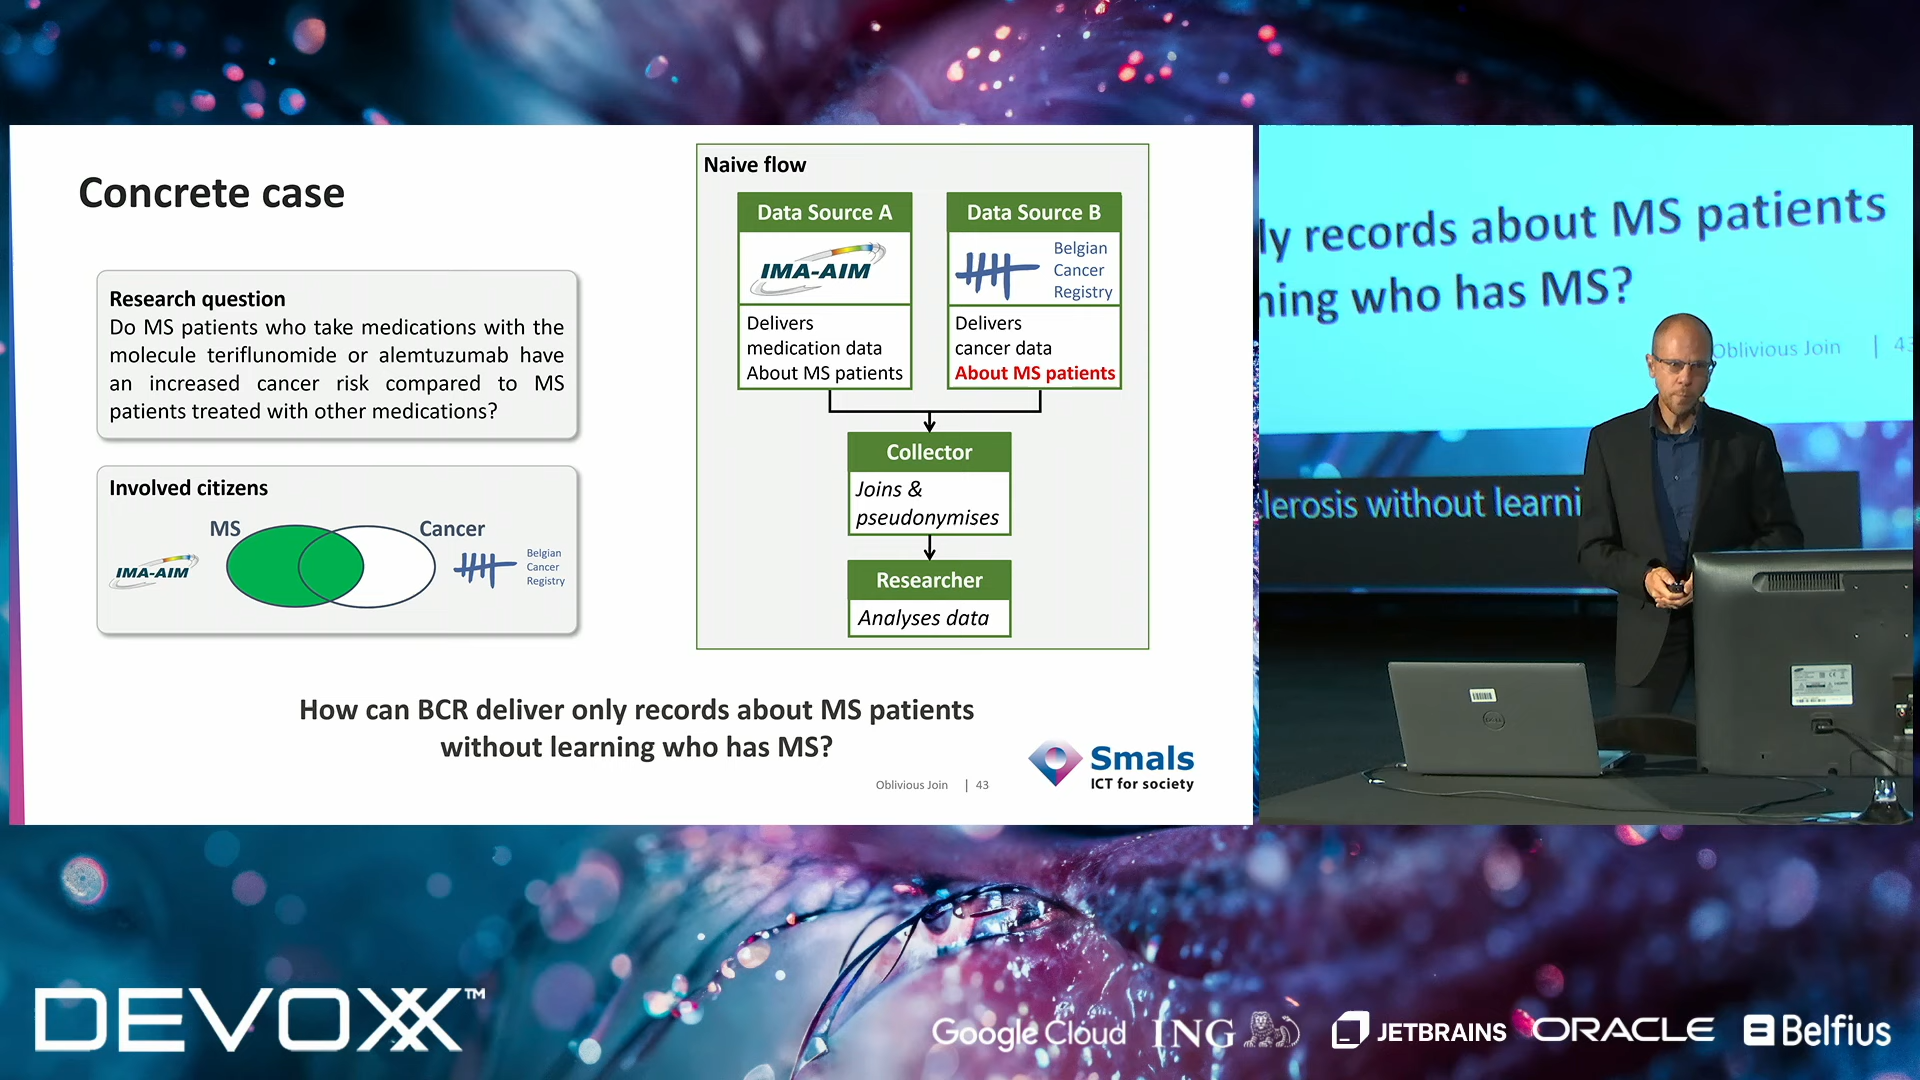 Concrete case
Research question
Do MS patients who take medications with the
molecule teriflunomide or alemtuzumab have
an increased cancer risk compared to MS
patients treated with other medications?
Involved citizens
MS
Cancer
IMA-AIM
Belgian
Cancer
Registry
Naive flow
Data Source A
IMA-AIM
Delivers
medication data
About MS patients
Data Source B
Belgian
Cancer
Registry
Delivers
cancer data
About MS patients
Collector
Joins &
pseudonymises
Researcher
Analyses data
How can BCR deliver only records about MS patients
without learning who has MS?
Oblivious Join | 43
Smals
ICT for society
ly records about MS patients
ning who has MS?
Oblivious Join | 43
lerosis without learni
DEVOXX™
Google Cloud
ING
JETBRAINS
ORACLE
Belfius